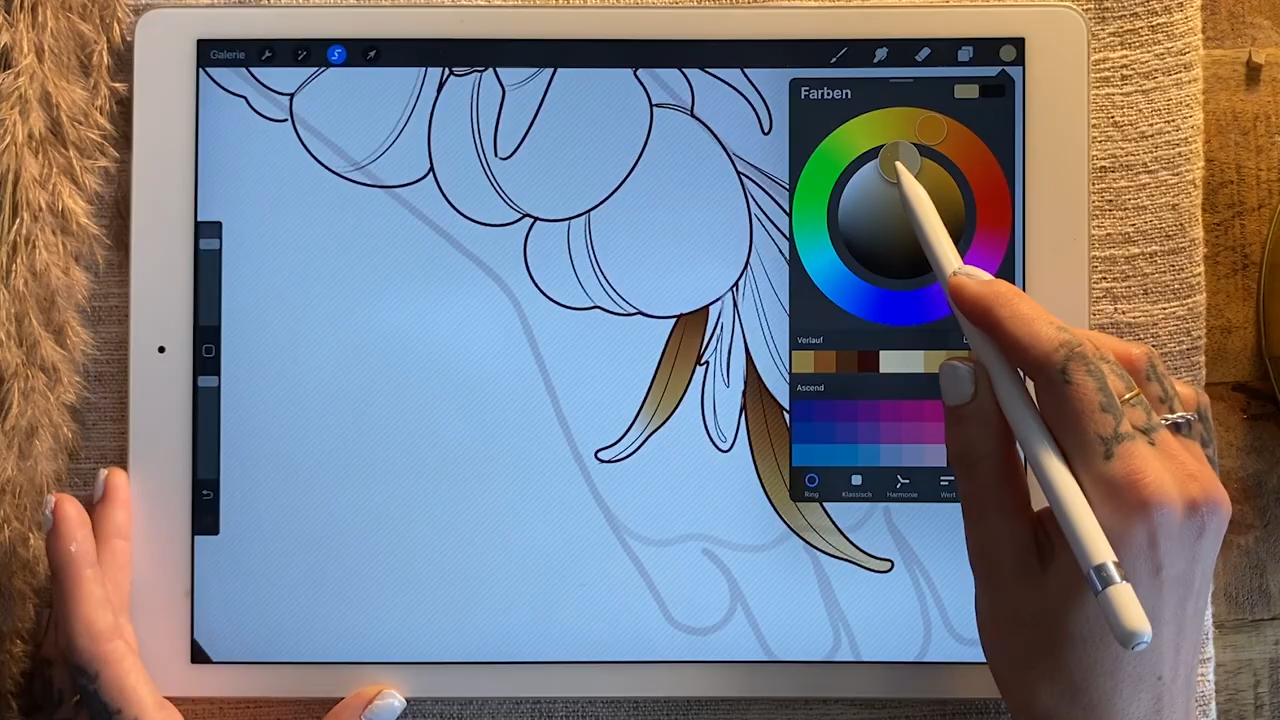 Galerie
Farben
Verlauf
Ascend
Ring
Klassisch
Harmonie
Wert